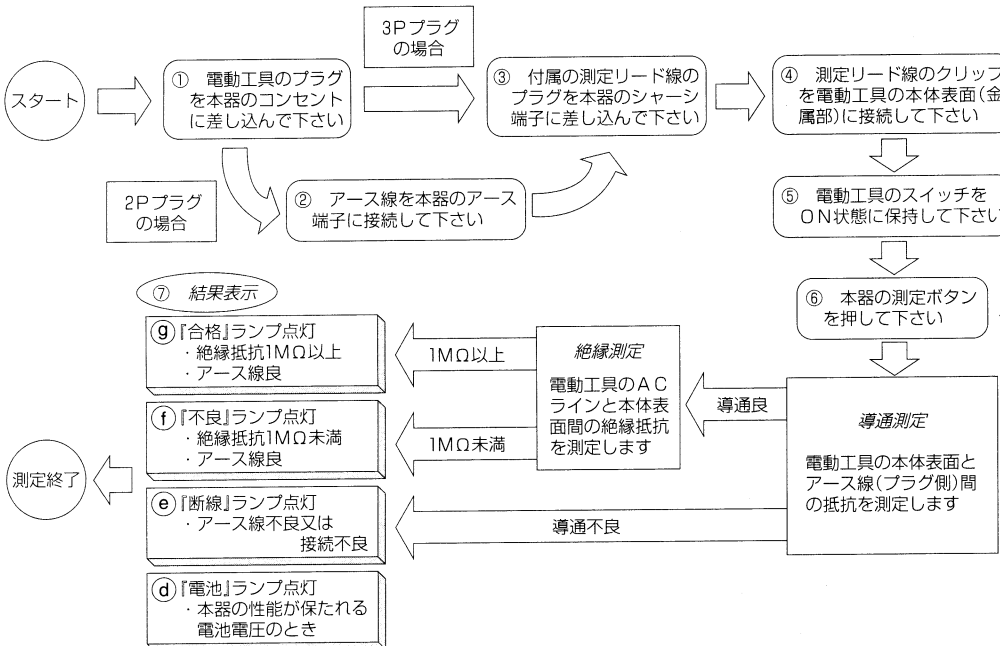 スタート
① 電動工具のプラグ
を本器のコンセント
に差し込んで下さい
3Pプラグ
の場合
2Pプラグ
の場合
② アース線を本器のアース
端子に接続して下さい
③ 付属の測定リード線の
プラグを本器のシャーシ
端子に差し込んで下さい
④ 測定リード線のクリップ
を電動工具の本体表面(金
属部)に接続して下さい
⑤ 電動工具のスイッチを
ON状態に保持して下さい
⑥ 本器の測定ボタン
を押して下さい
導通測定
電動工具の本体表面と
アース線(プラグ側)間
の抵抗を測定します
導通良
導通不良
絶縁測定
電動工具のAC
ラインと本体表
面間の絶縁抵抗
を測定します
1MΩ以上
1MΩ未満
⑦ 結果表示
ⓖ『合格』ランプ点灯
・絶縁抵抗1MΩ以上
・アース線良
ⓕ『不良』ランプ点灯
・絶縁抵抗1MΩ未満
・アース線良
ⓔ『断線』ランプ点灯
・アース線不良又は
接続不良
ⓓ『電池』ランプ点灯
・本器の性能が保たれる
電池電圧のとき
測定終了